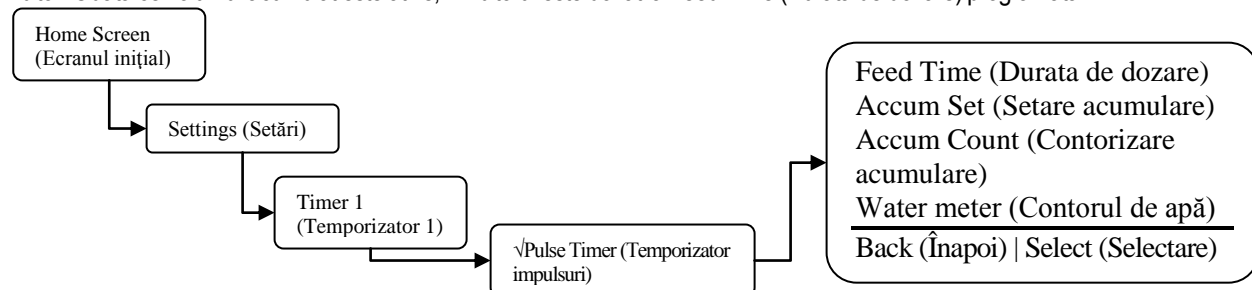 Home Screen
(Ecranul inițial)
Settings (Setări)
Timer 1
(Temporizator 1)
√Pulse Timer (Temporizator
impulsuri)
Feed Time (Durata de dozare)
Accum Set (Setare acumulare)
Accum Count (Contorizare
acumulare)
Water meter (Contorul de apă)
Back (Înapoi) | Select (Selectare)